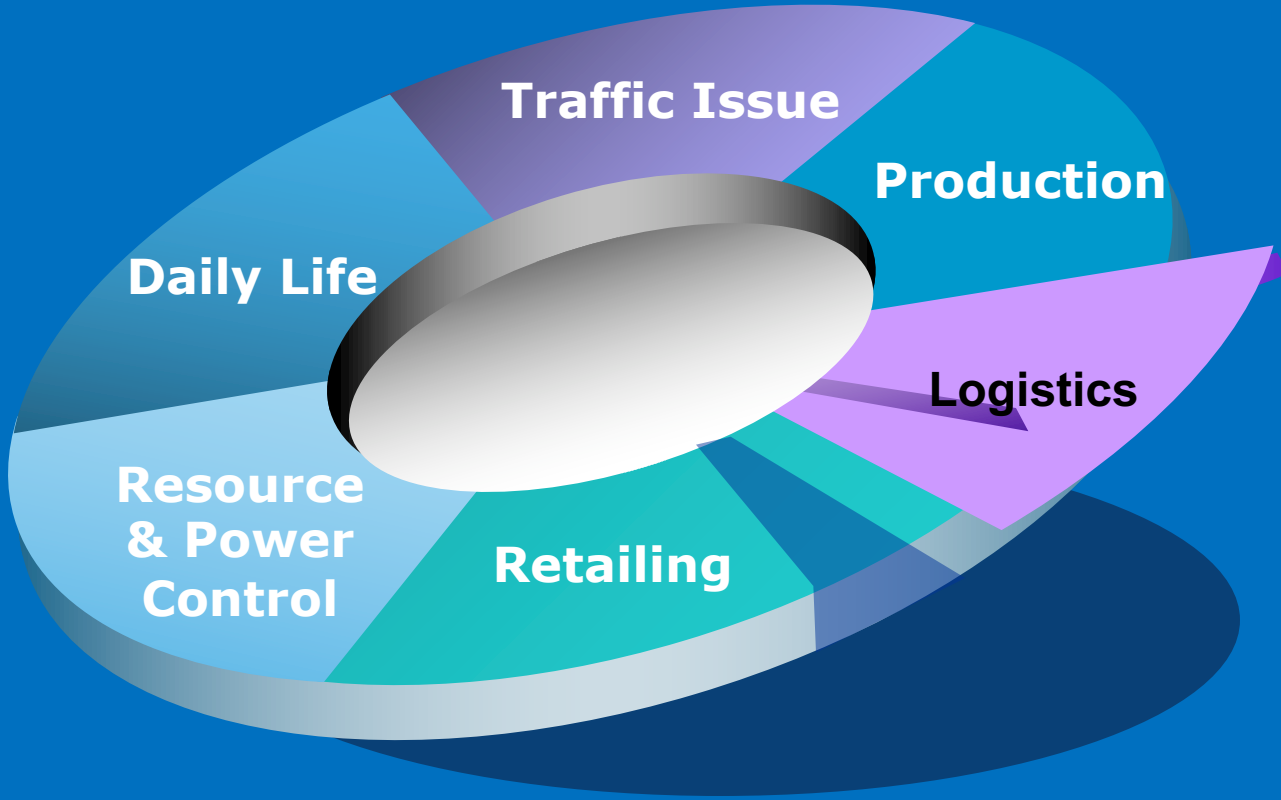 Traffic Issue
Production
Daily Life
Logistics
Resource
& Power
Control
Retailing